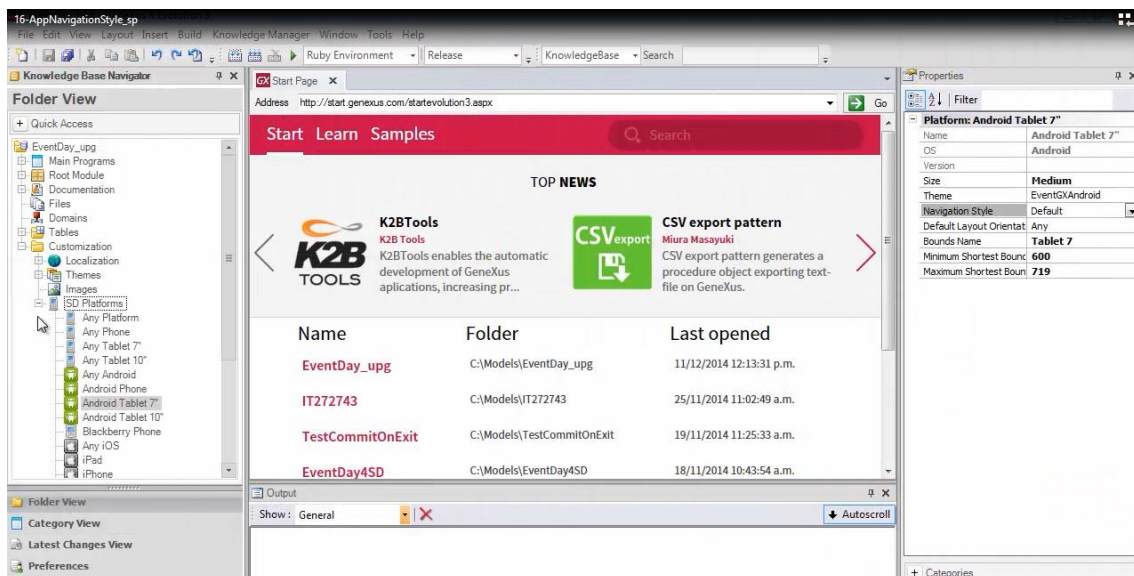 16-AppNavigationStyle_sp
File Edit View Layout Insert Build Knowledge Manager Window Tools Help
Ruby Environment Release KnowledgeBase Search
Knowledge Base Navigator
Folder View
+ Quick Access
EventDay_upg
Main Programs
Root Module
Documentation
Files
Domains
Tables
Customization
Localization
Themes
Images
SD Platforms
Any Platform
Any Phone
Any Tablet 7"
Any Tablet 10"
Any Android
Android Phone
Android Tablet 7"
Android Tablet 10"
Blackberry Phone
Any iOS
iPad
iPhone
Folder View
Category View
Latest Changes View
Preferences
GX Start Page
Address http://start.genexus.com/startevolution3.aspx Go
Start Learn Samples Search
TOP NEWS
K2B TOOLS
K2BTools
K2B Tools
K2BTools enables the automatic
development of GeneXus
aplications, increasing pr...
CSVexport
CSV export pattern
Miura Masayuki
CSV export pattern generates a
procedure object exporting text-
file on GeneXus.
Name Folder Last opened
EventDay_upg C:\Models\EventDay_upg 11/12/2014 12:13:31 p.m.
IT272743 C:\Models\IT272743 25/11/2014 11:02:49 a.m.
TestCommitOnExit C:\Models\TestCommitOnExit 19/11/2014 11:25:33 a.m.
EventDay4SD C:\Models\EventDay4SD 18/11/2014 10:43:54 a.m.
Output
Show: General Autoscroll
Properties
Filter
Platform: Android Tablet 7"
Name Android Tablet 7"
OS Android
Version
Size Medium
Theme EventGXAndroid
Navigation Style Default
Default Layout Orientat Any
Bounds Name Tablet 7
Minimum Shortest Bounc 600
Maximum Shortest Boun 719
+ Categories